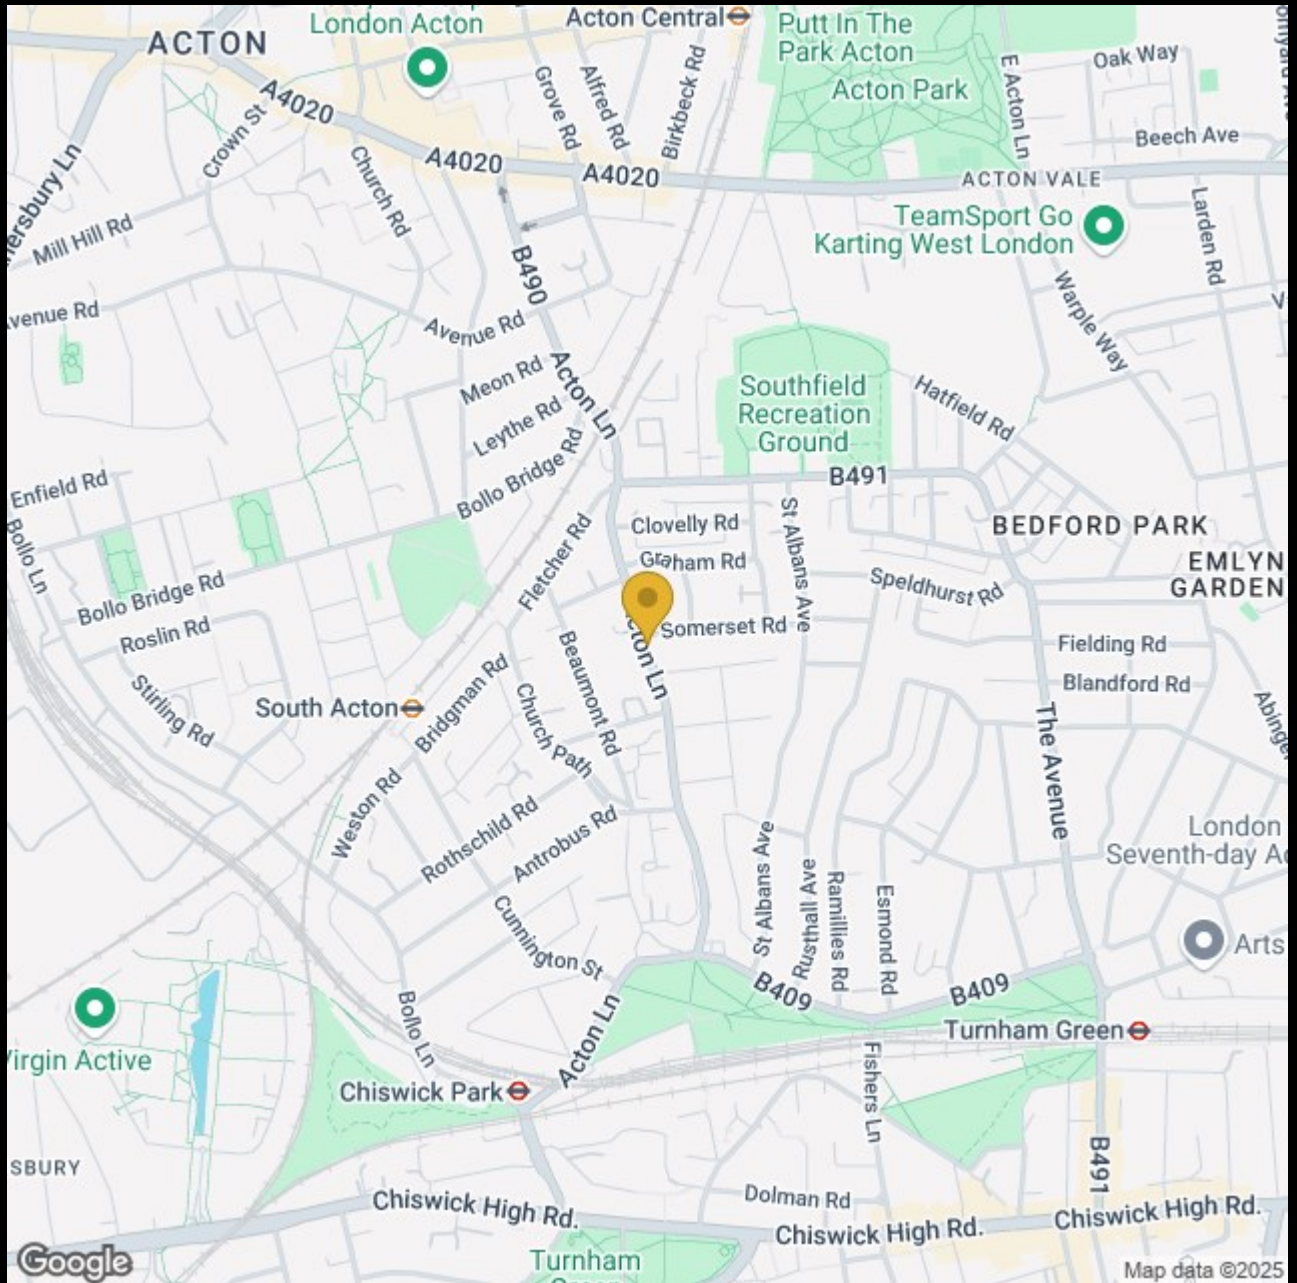 London Acton
Acton Central
Putt In The
Park Acton
ACTON
Acton Park
Oak Way
E Acton Ln
Grove Rd
Alfred Rd
Birkbeck Rd
A4020
Crown St
Church Rd
A4020
A4020
Beech Ave
ACTON VALE
Mill Hill Rd
TeamSport Go
Karting West London
Larden Rd
B490
Warple Way
Avenue Rd
Acton Ln
Meon Rd
Leythe Rd
Bollo Bridge Rd
Southfield
Recreation
Ground
Hatfield Rd
B491
Enfield Rd
Bollo Ln
Clovelly Rd
St Albans Ave
BEDFORD PARK
Fletcher Rd
Graham Rd
EMLYN
GARDEN
Bollo Bridge Rd
Speldhurst Rd
Roslin Rd
Somerset Rd
Fielding Rd
Blandford Rd
Stirling Rd
South Acton
Bridgman Rd
Beaumont Rd
Church Path
The Avenue
Weston Rd
Rothschild Rd
Antrobus Rd
London
Seventh-day
St Albans Ave
Rusthall Ave
Ramillies Rd
Esmond Rd
Cunnington St
Arts
B409
B409
Bollo Ln
Acton Ln
Turnham Green
Virgin Active
Chiswick Park
Fishers Ln
SBURY
B491
Dolman Rd
Chiswick High Rd.
Chiswick High Rd.
Chiswick High Rd.
Turnham
Google
Map data ©2025